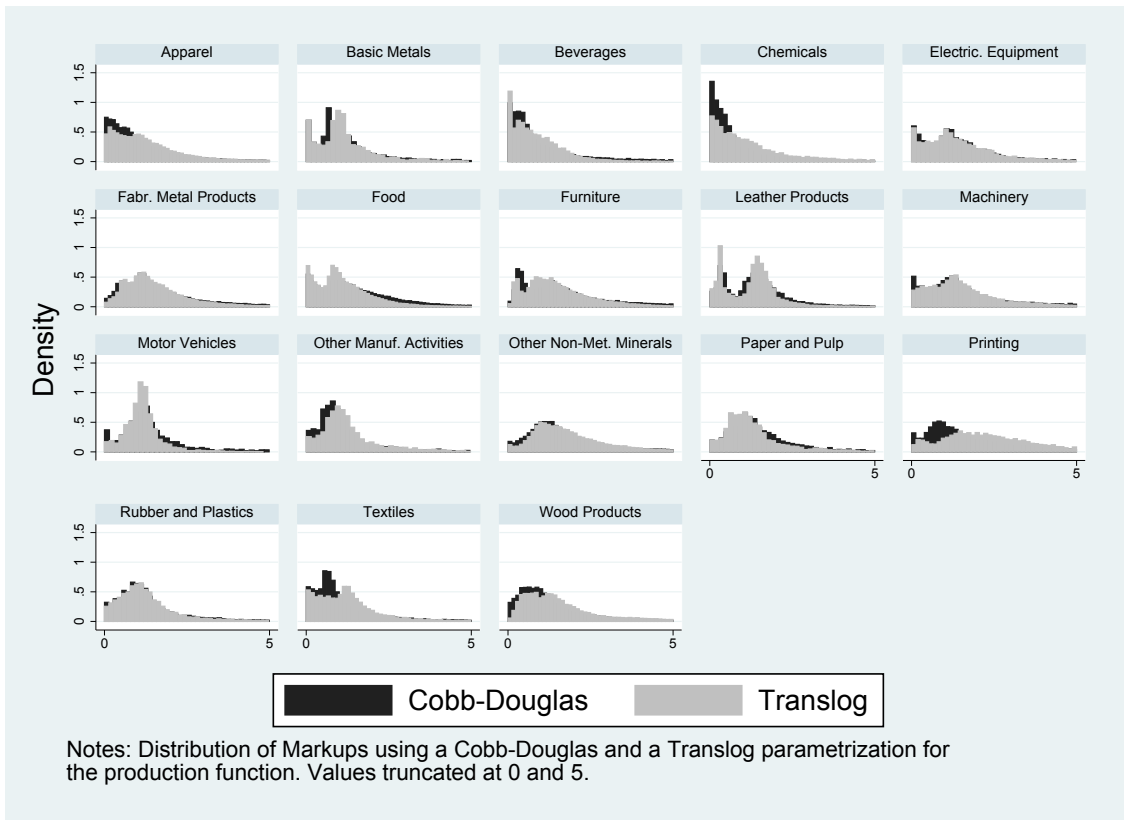 Apparel Basic Metals Beverages Chemicals Electric. Equipment
0 .5 1 1.5
Fabr. Metal Products Food Furniture Leather Products Machinery
0 .5 1 1.5
Motor Vehicles Other Manuf. Activities Other Non-Met. Minerals Paper and Pulp Printing
0 .5 1 1.5
0 5 0 5
Rubber and Plastics Textiles Wood Products
0 .5 1 1.5
0 5 0 5 0 5
Density
Cobb-Douglas Translog
Notes: Distribution of Markups using a Cobb-Douglas and a Translog parametrization for
the production function. Values truncated at 0 and 5.